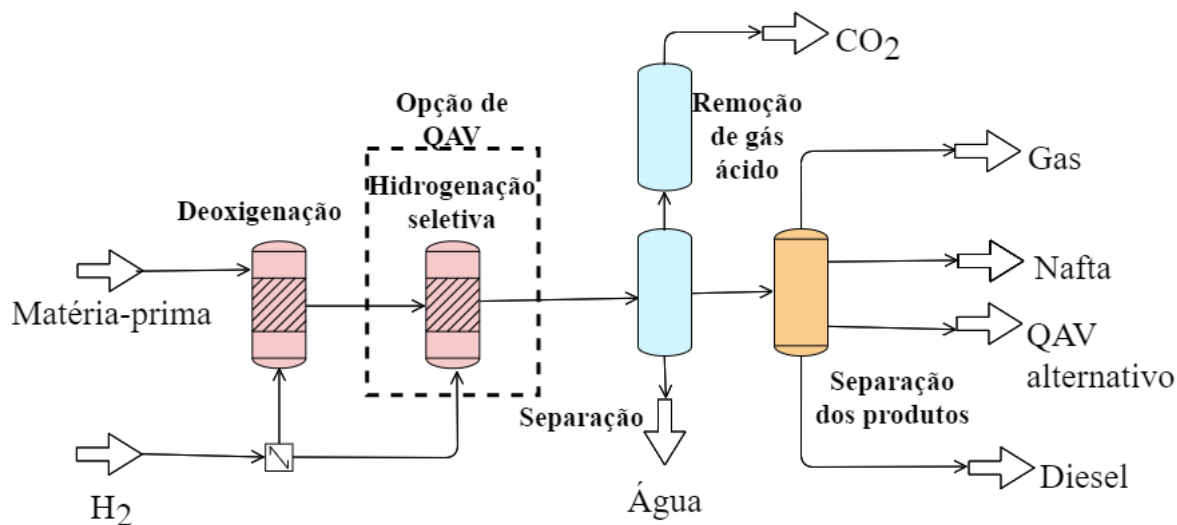 CO2
Opção de
QAV
Remoção
de gás
ácido
Gas
Hidrogenação
seletiva
Deoxigenação
Matéria-prima
Nafta
QAV
alternativo
Separação
dos produtos
Separação
Diesel
H2
Água